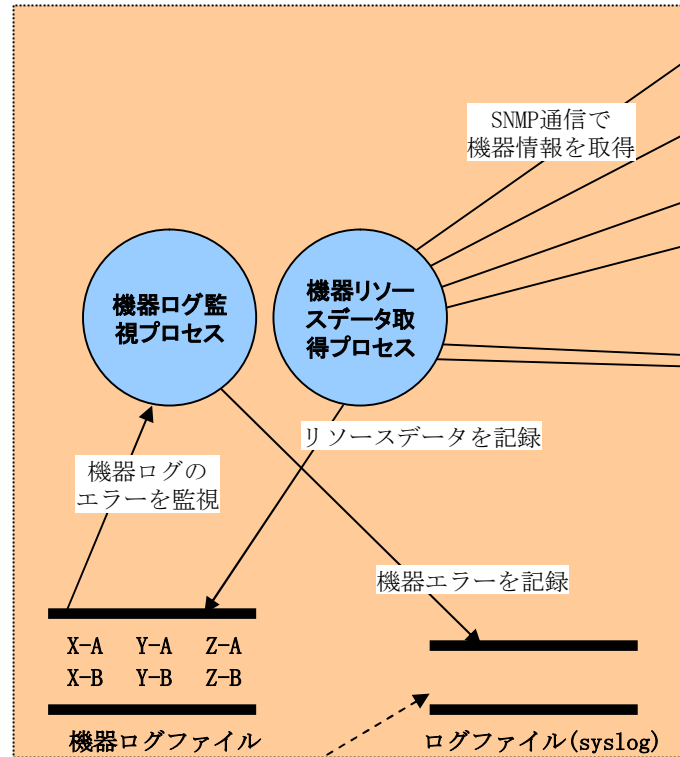 SNMP通信で
機器情報を取得
機器ログ監
視プロセス
機器リソー
スデータ取
得プロセス
リソースデータを記録
機器ログの
エラーを監視
機器エラーを記録
X-A Y-A Z-A
X-B Y-B Z-B
機器ログファイル
ログファイル(syslog)